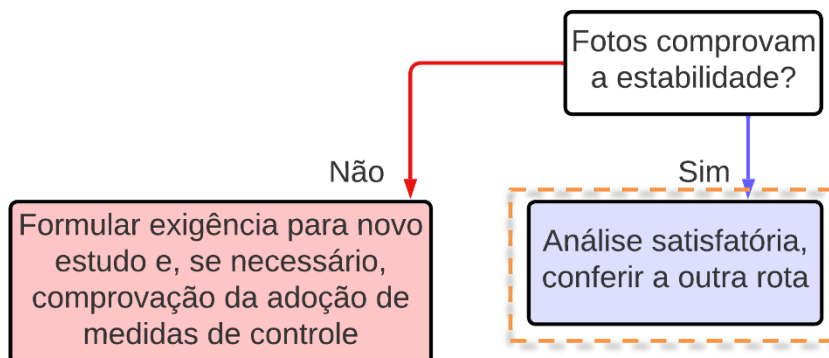 Fotos comprovam
a estabilidade?
Não
Sim
Formular exigência para novo
estudo e, se necessário,
comprovação da adoção de
medidas de controle
Análise satisfatória,
conferir a outra rota